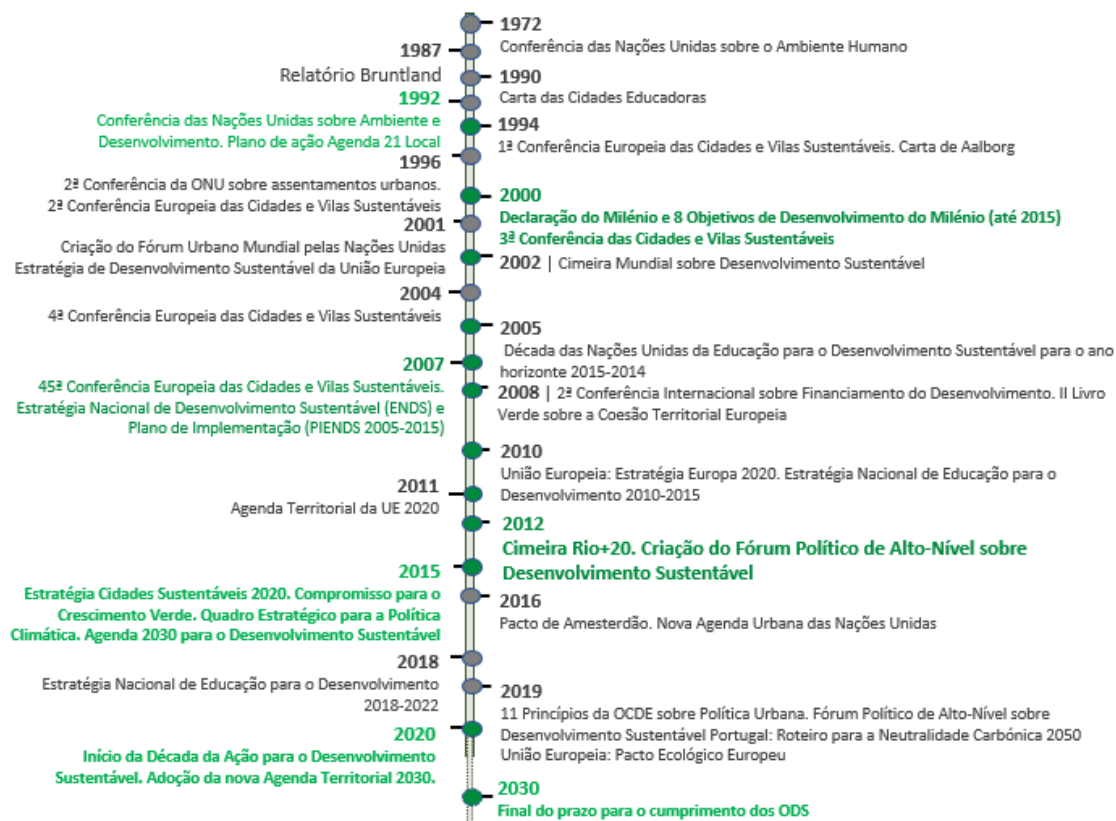 1972
Conferência das Nações Unidas sobre o Ambiente Humano
1987
Relatório Bruntland
1990
Carta das Cidades Educadoras
1992
Conferência das Nações Unidas sobre Ambiente e
Desenvolvimento. Plano de ação Agenda 21 Local
1994
1ª Conferência Europeia das Cidades e Vilas Sustentáveis. Carta de Aalborg
1996
2ª Conferência da ONU sobre assentamentos urbanos.
2ª Conferência Europeia das Cidades e Vilas Sustentáveis
2000
Declaração do Milénio e 8 Objetivos de Desenvolvimento do Milénio (até 2015)
3ª Conferência das Cidades e Vilas Sustentáveis
2001
Criação do Fórum Urbano Mundial pelas Nações Unidas
Estratégia de Desenvolvimento Sustentável da União Europeia
2002 | Cimeira Mundial sobre Desenvolvimento Sustentável
2004
4ª Conferência Europeia das Cidades e Vilas Sustentáveis
2005
Década das Nações Unidas da Educação para o Desenvolvimento Sustentável para o ano
horizonte 2015-2014
2007
45ª Conferência Europeia das Cidades e Vilas Sustentáveis.
Estratégia Nacional de Desenvolvimento Sustentável (ENDS) e
Plano de Implementação (PIENDS 2005-2015)
2008 | 2ª Conferência Internacional sobre Financiamento do Desenvolvimento. II Livro
Verde sobre a Coesão Territorial Europeia
2010
União Europeia: Estratégia Europa 2020. Estratégia Nacional de Educação para o
Desenvolvimento 2010-2015
2011
Agenda Territorial da UE 2020
2012
Cimeira Rio+20. Criação do Fórum Político de Alto-Nível sobre
Desenvolvimento Sustentável
2015
Estratégia Cidades Sustentáveis 2020. Compromisso para o
Crescimento Verde. Quadro Estratégico para a Política
Climática. Agenda 2030 para o Desenvolvimento Sustentável
2016
Pacto de Amesterdão. Nova Agenda Urbana das Nações Unidas
2018
Estratégia Nacional de Educação para o Desenvolvimento
2018-2022
2019
11 Princípios da OCDE sobre Política Urbana. Fórum Político de Alto-Nível sobre
Desenvolvimento Sustentável Portugal: Roteiro para a Neutralidade Carbónica 2050
União Europeia: Pacto Ecológico Europeu
2020
Início da Década da Ação para o Desenvolvimento
Sustentável. Adoção da nova Agenda Territorial 2030.
2030
Final do prazo para o cumprimento dos ODS